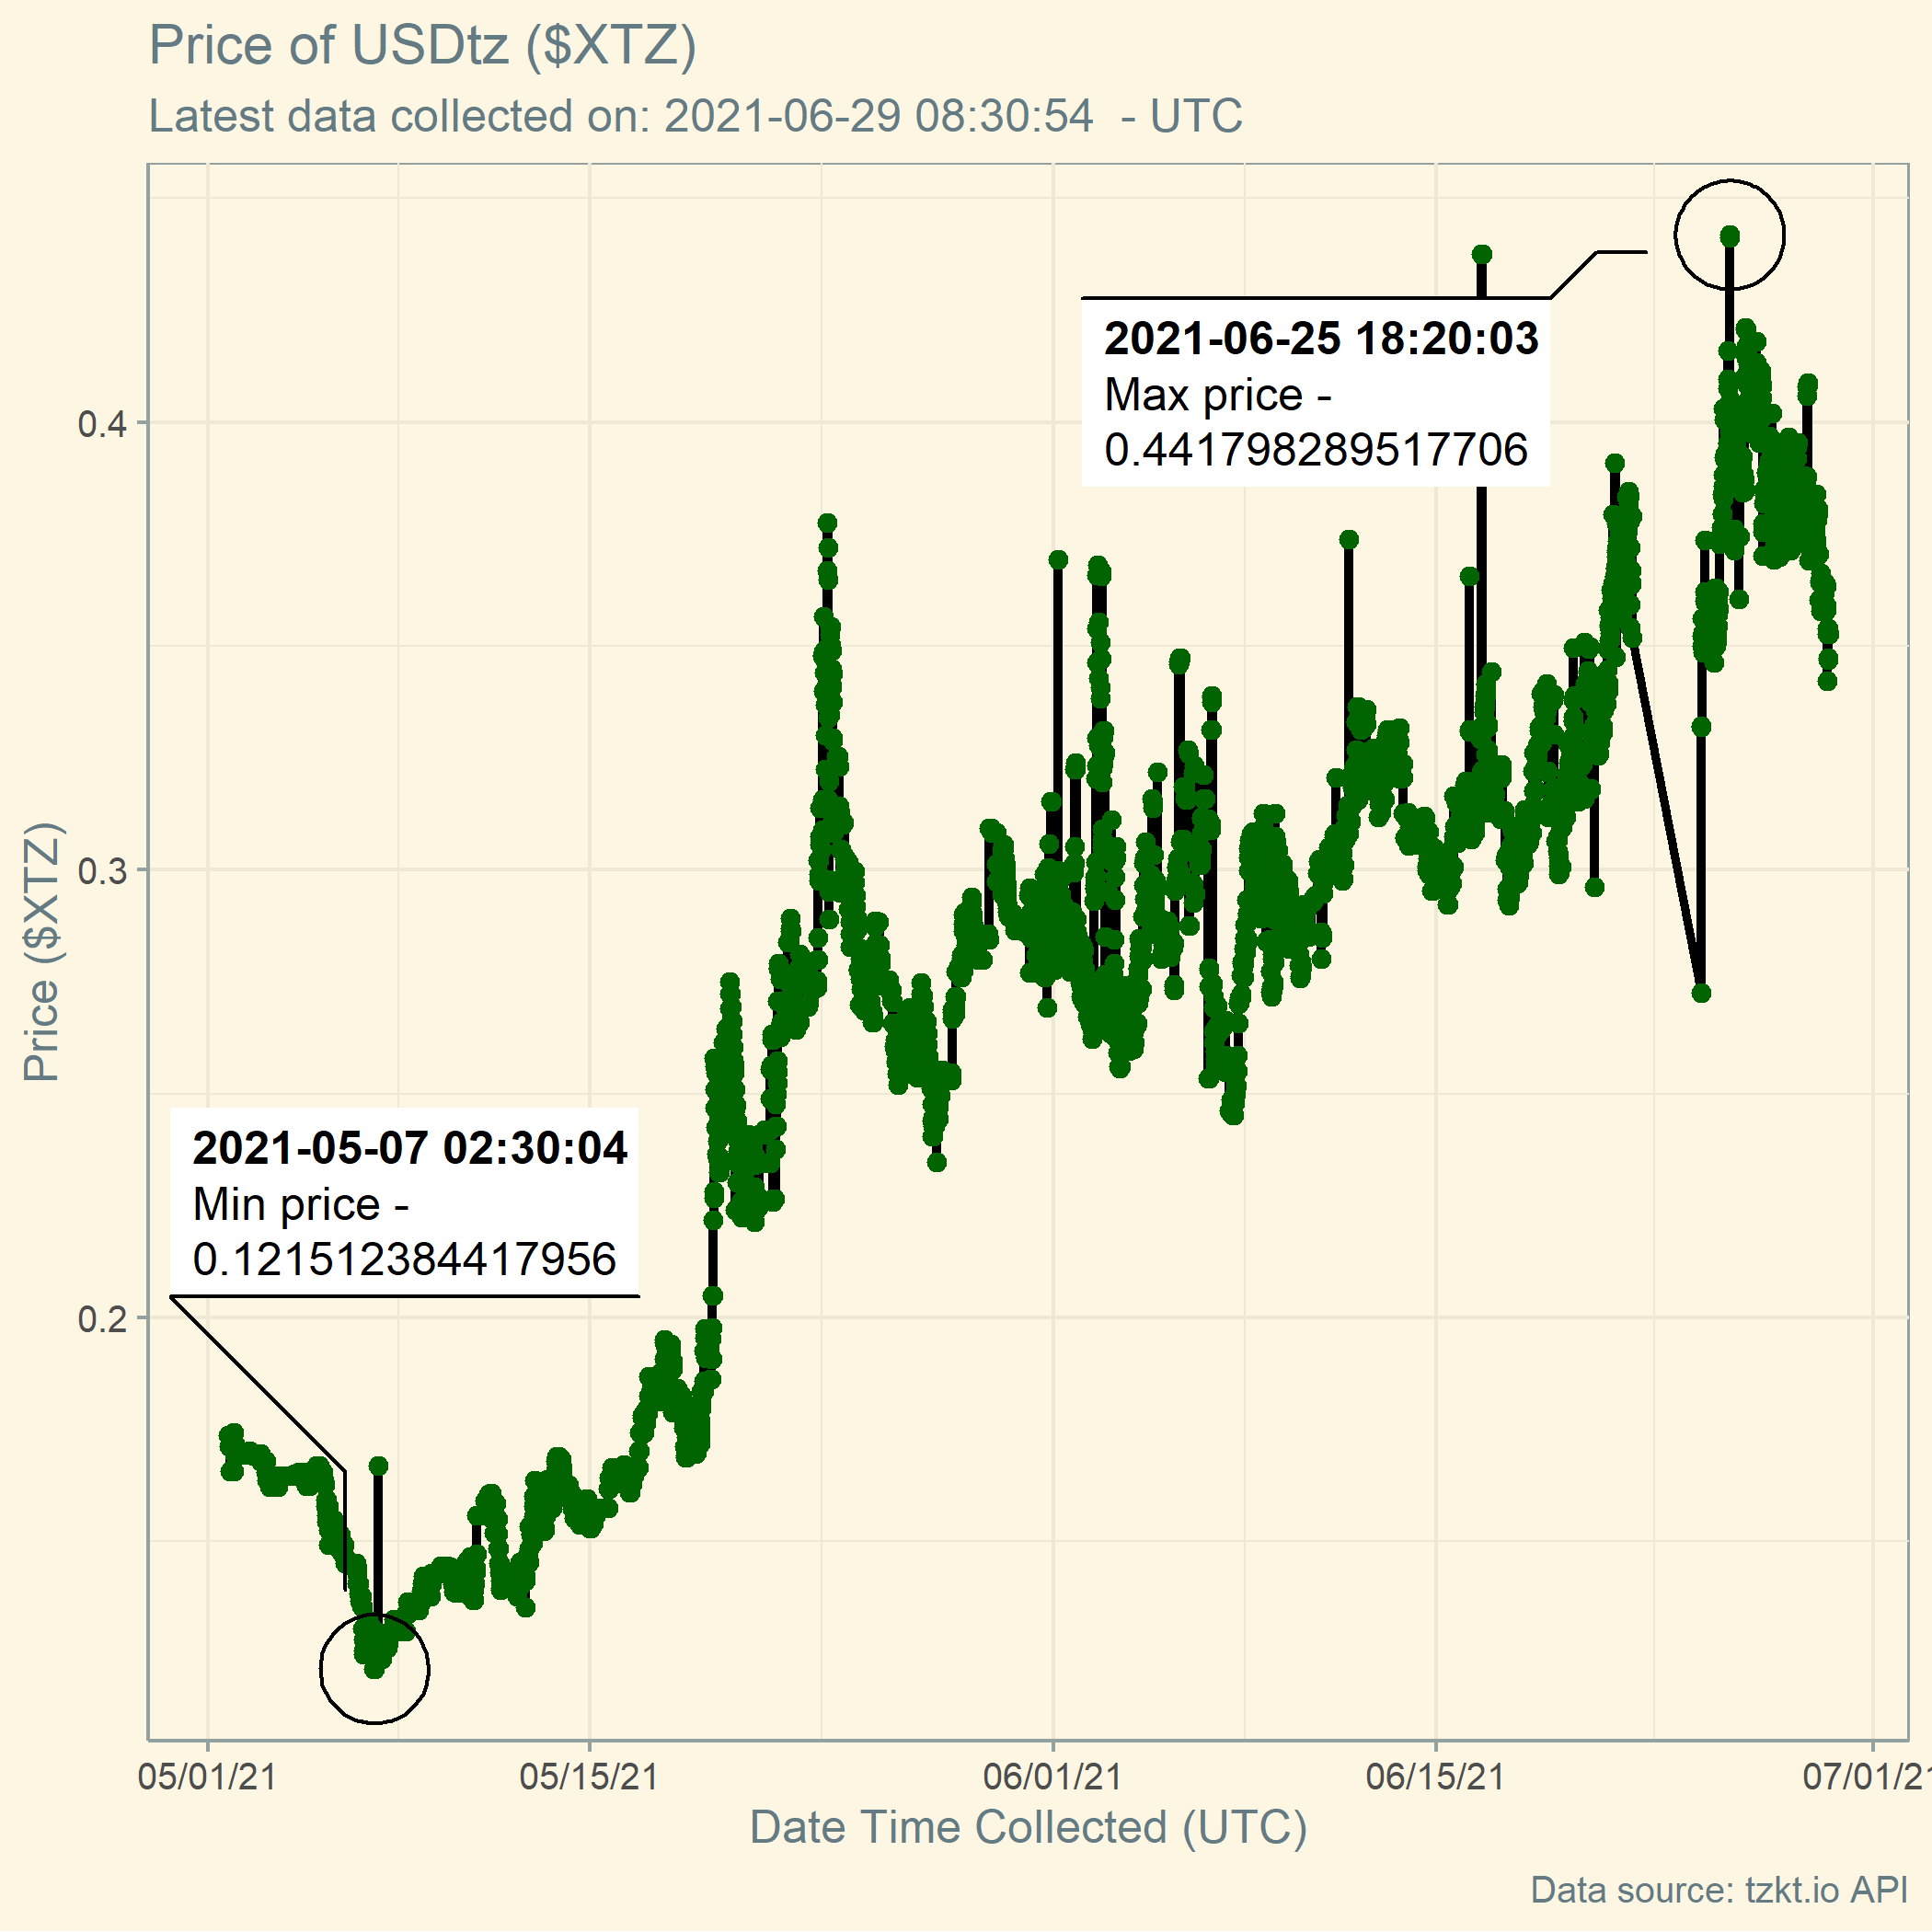 Price of USDtz ($XTZ)
Latest data collected on: 2021-06-29 08:30:54  - UTC
2021-06-25 18:20:03
Max price -
0.441798289517706
0.4
0.3
Price ($XTZ)
2021-05-07 02:30:04
Min price -
0.121512384417956
0.2
05/01/21
05/15/21
06/01/21
06/15/21
07/01/21
Date Time Collected (UTC)
Data source: tzkt.io API